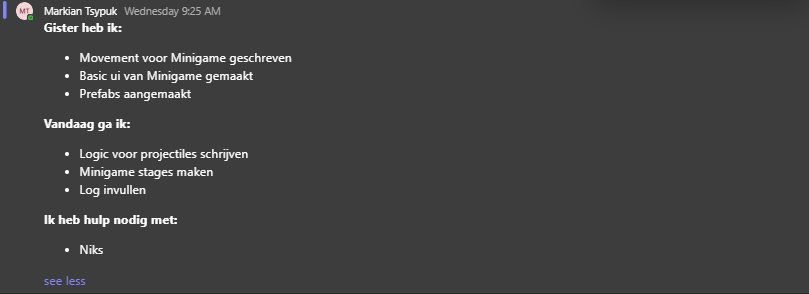 MT Markian Tsypuk Wednesday 9:25 AM
Gister heb ik:
• Movement voor Minigame geschreven
• Basic ui van Minigame gemaakt
• Prefabs aangemaakt
Vandaag ga ik:
• Logic voor projectiles schrijven
• Minigame stages maken
• Log invullen
Ik heb hulp nodig met:
• Niks
see less